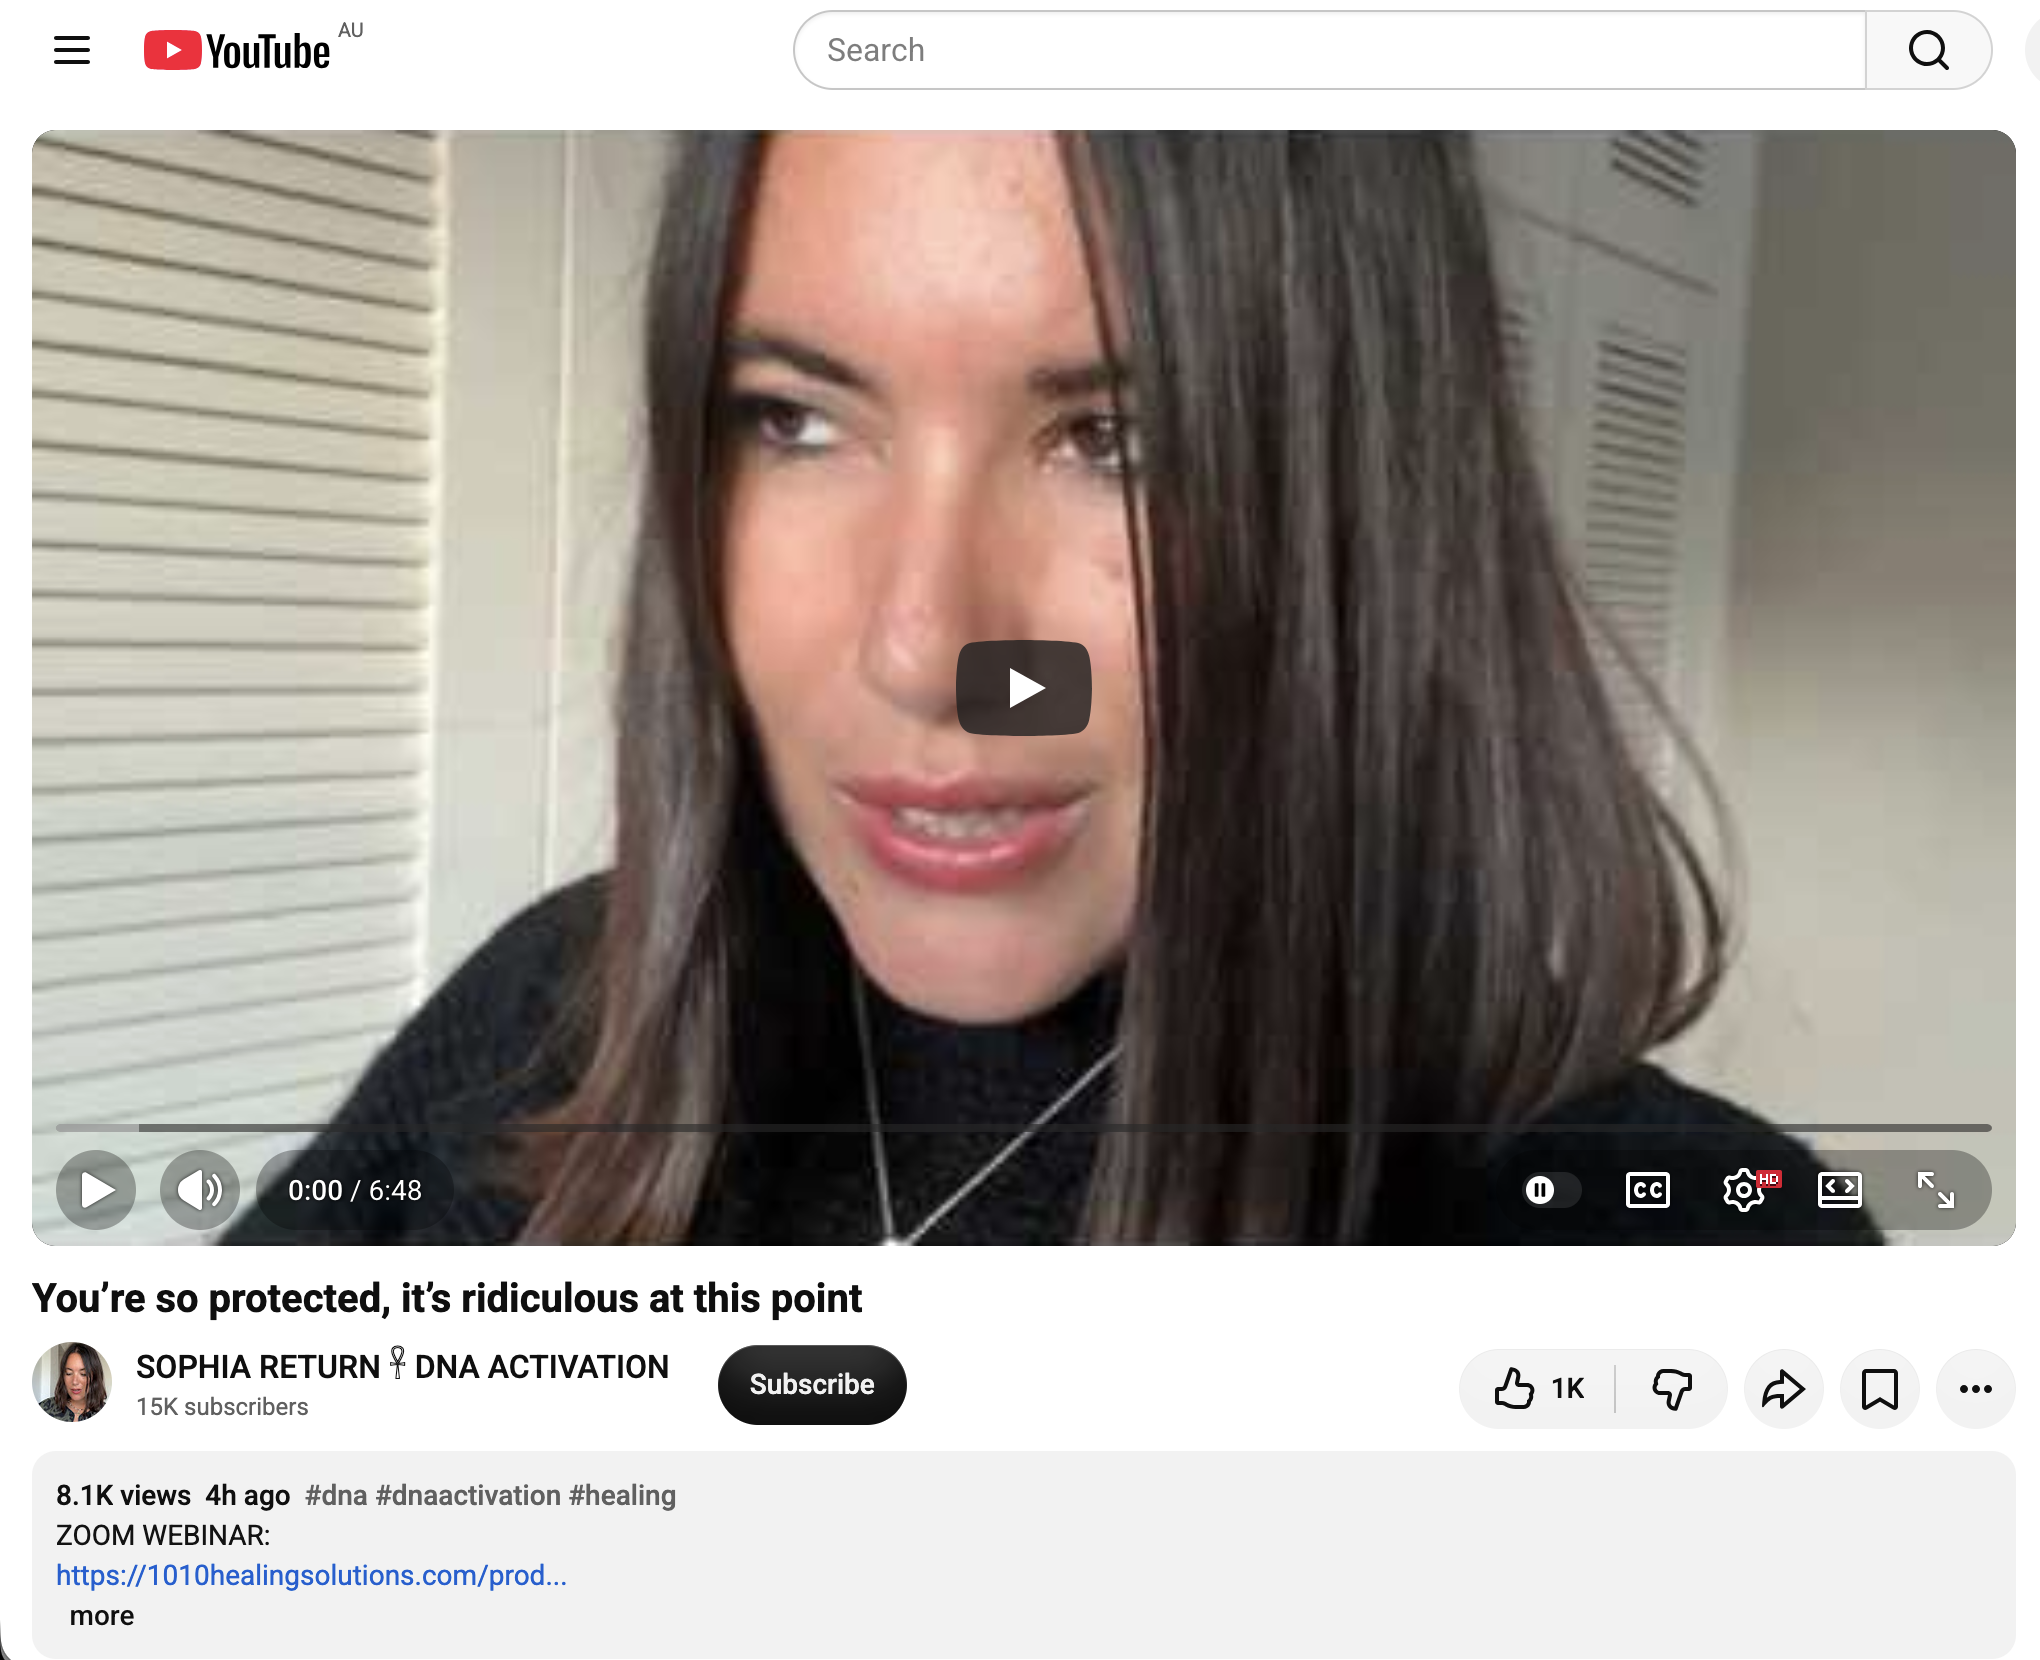 YouTube AU
Search
0:00 / 6:48
CC
HD
You’re so protected, it’s ridiculous at this point
SOPHIA RETURN ☥ DNA ACTIVATION
15K subscribers
Subscribe
1K
8.1K views 4h ago #dna #dnaactivation #healing
ZOOM WEBINAR:
https://1010healingsolutions.com/prod...
more